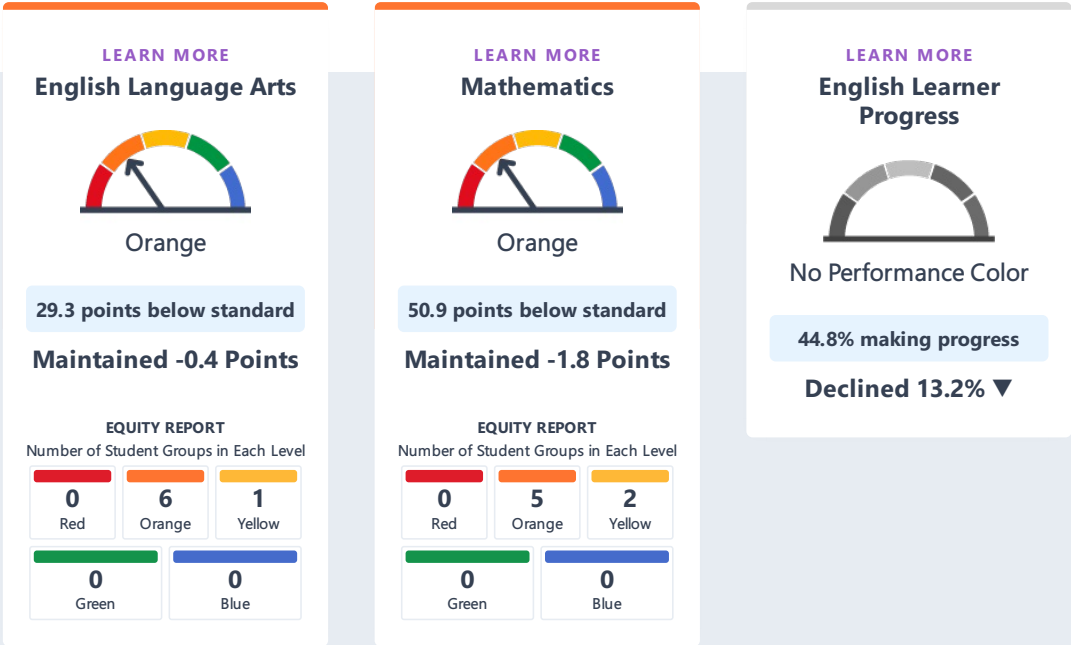 LEARN MORE
English Language Arts
Orange
29.3 points below standard
Maintained -0.4 Points
EQUITY REPORT
Number of Student Groups in Each Level
0
Red
6
Orange
1
Yellow
0
Green
0
Blue
LEARN MORE
Mathematics
Orange
50.9 points below standard
Maintained -1.8 Points
EQUITY REPORT
Number of Student Groups in Each Level
0
Red
5
Orange
2
Yellow
0
Green
0
Blue
LEARN MORE
English Learner
Progress
No Performance Color
44.8% making progress
Declined 13.2% ▼